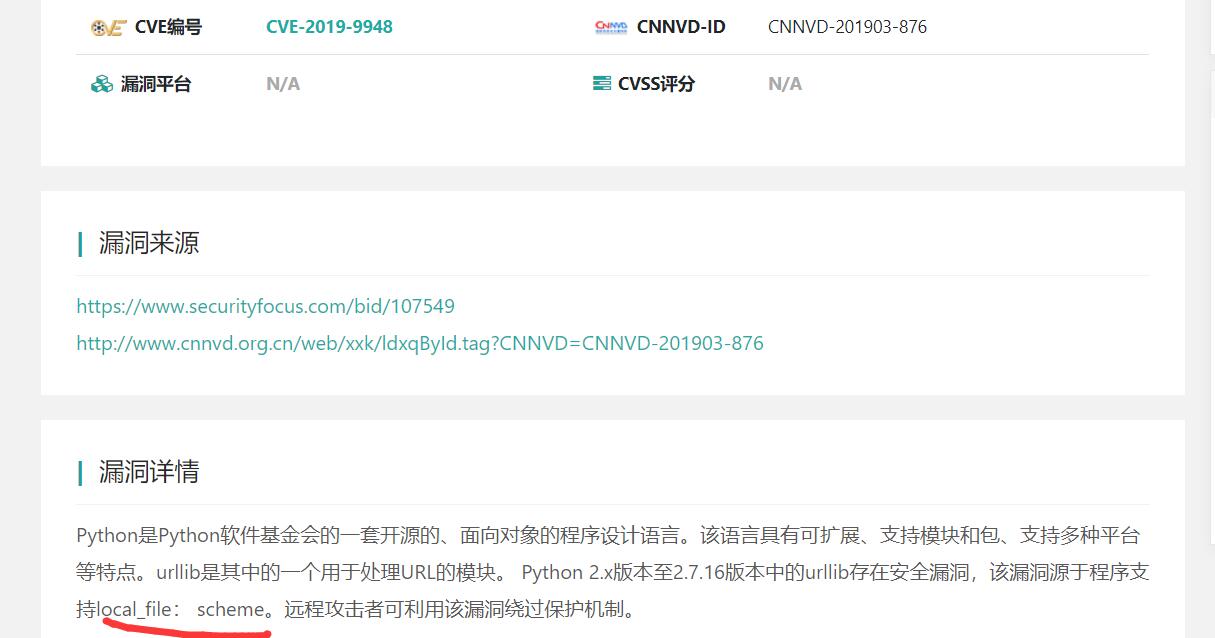 CVE编号 CVE-2019-9948 CNNVD-ID CNNVD-201903-876
漏洞平台 N/A CVSS评分 N/A
漏洞来源
https://www.securityfocus.com/bid/107549
http://www.cnnvd.org.cn/web/xxk/ldxqById.tag?CNNVD=CNNVD-201903-876
漏洞详情
Python是Python软件基金会的一套开源的、面向对象的程序设计语言。该语言具有可扩展、支持模块和包、支持多种平台
等特点。urllib是其中的一个用于处理URL的模块。 Python 2.x版本至2.7.16版本中的urllib存在安全漏洞，该漏洞源于程序支
持local_file： scheme。远程攻击者可利用该漏洞绕过保护机制。